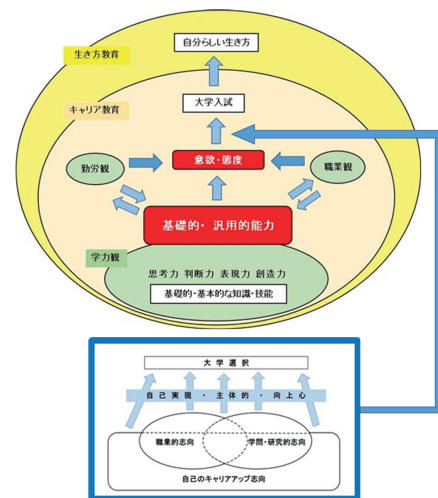 自分らしい生き方
生き方教育
キャリア教育
大学入試
勤労観
意欲・態度
職業観
基礎的・汎用的能力
学力観
思考力 判断力 表現力 創造力
基礎的・基本的な知識・技能
大学選択
自己実現・主体的・向上心
職業的志向
学問・研究的志向
自己のキャリアアップ志向